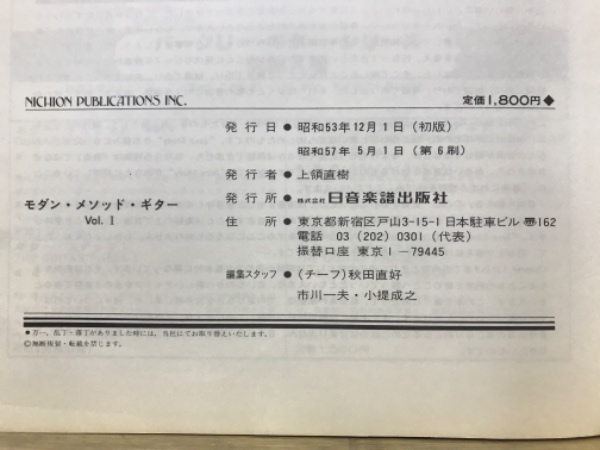 NICHION PUBLICATIONS INC.
定価1,800円◆
発行日 ● 昭和53年12月1日（初版）
昭和57年 5月1日（第6刷）
発行者 ● 上領直樹
発行所 ● 株式会社日音楽譜出版社
モダン・メソッド・ギター
Vol. 1
住所 ● 東京都新宿区戸山3-15-1 日本駐車ビル 〠162
電話 03（202）0301（代表）
振替口座 東京1－79445
編集スタッフ ● （チーフ）秋田直好
市川一夫・小提成之
● 万一、乱丁・落丁がありました時には、当社にてお取り替えいたします。
©無断複製・転載を禁じます。